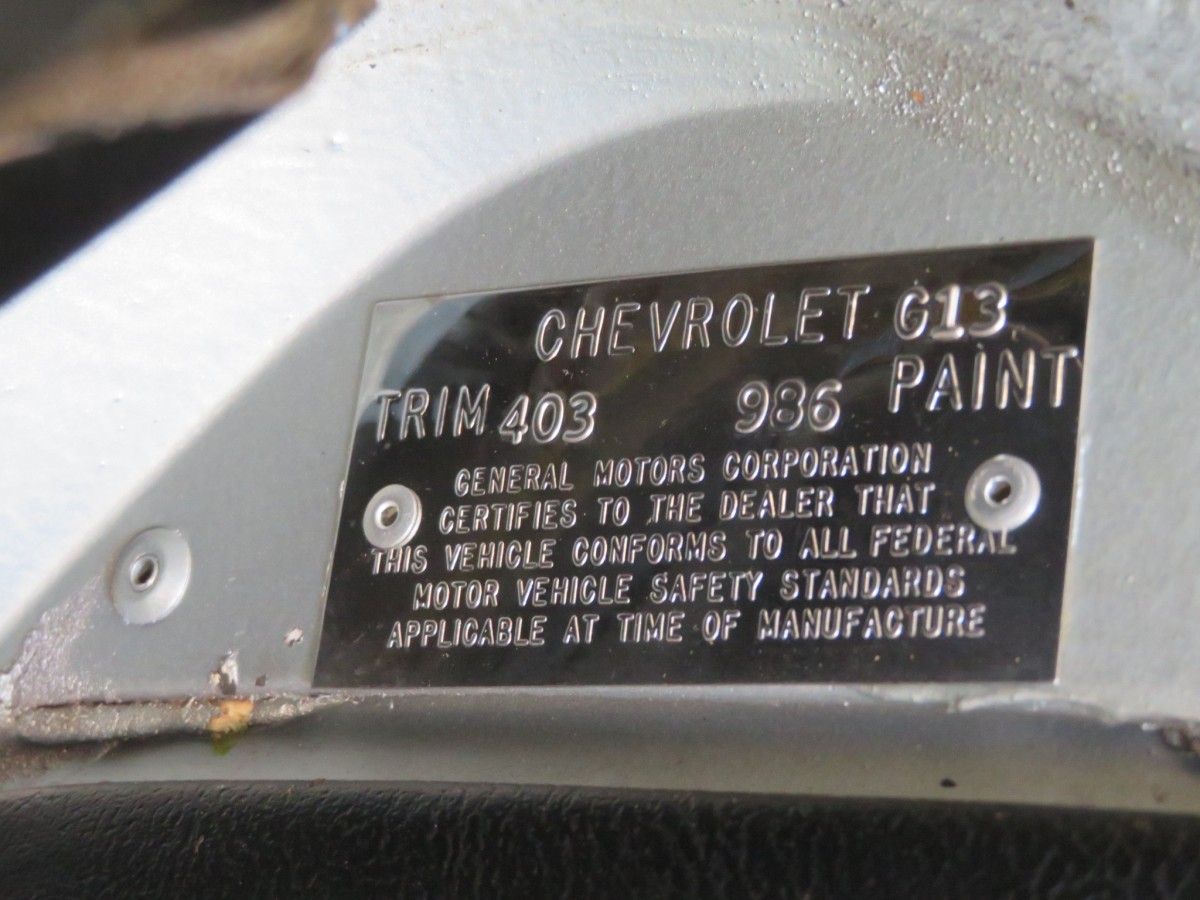 CHEVROLET G13
TRIM 403 986 PAINT
GENERAL MOTORS CORPORATION
CERTIFIES TO THE DEALER THAT
THIS VEHICLE CONFORMS TO ALL FEDERAL
MOTOR VEHICLE SAFETY STANDARDS
APPLICABLE AT TIME OF MANUFACTURE